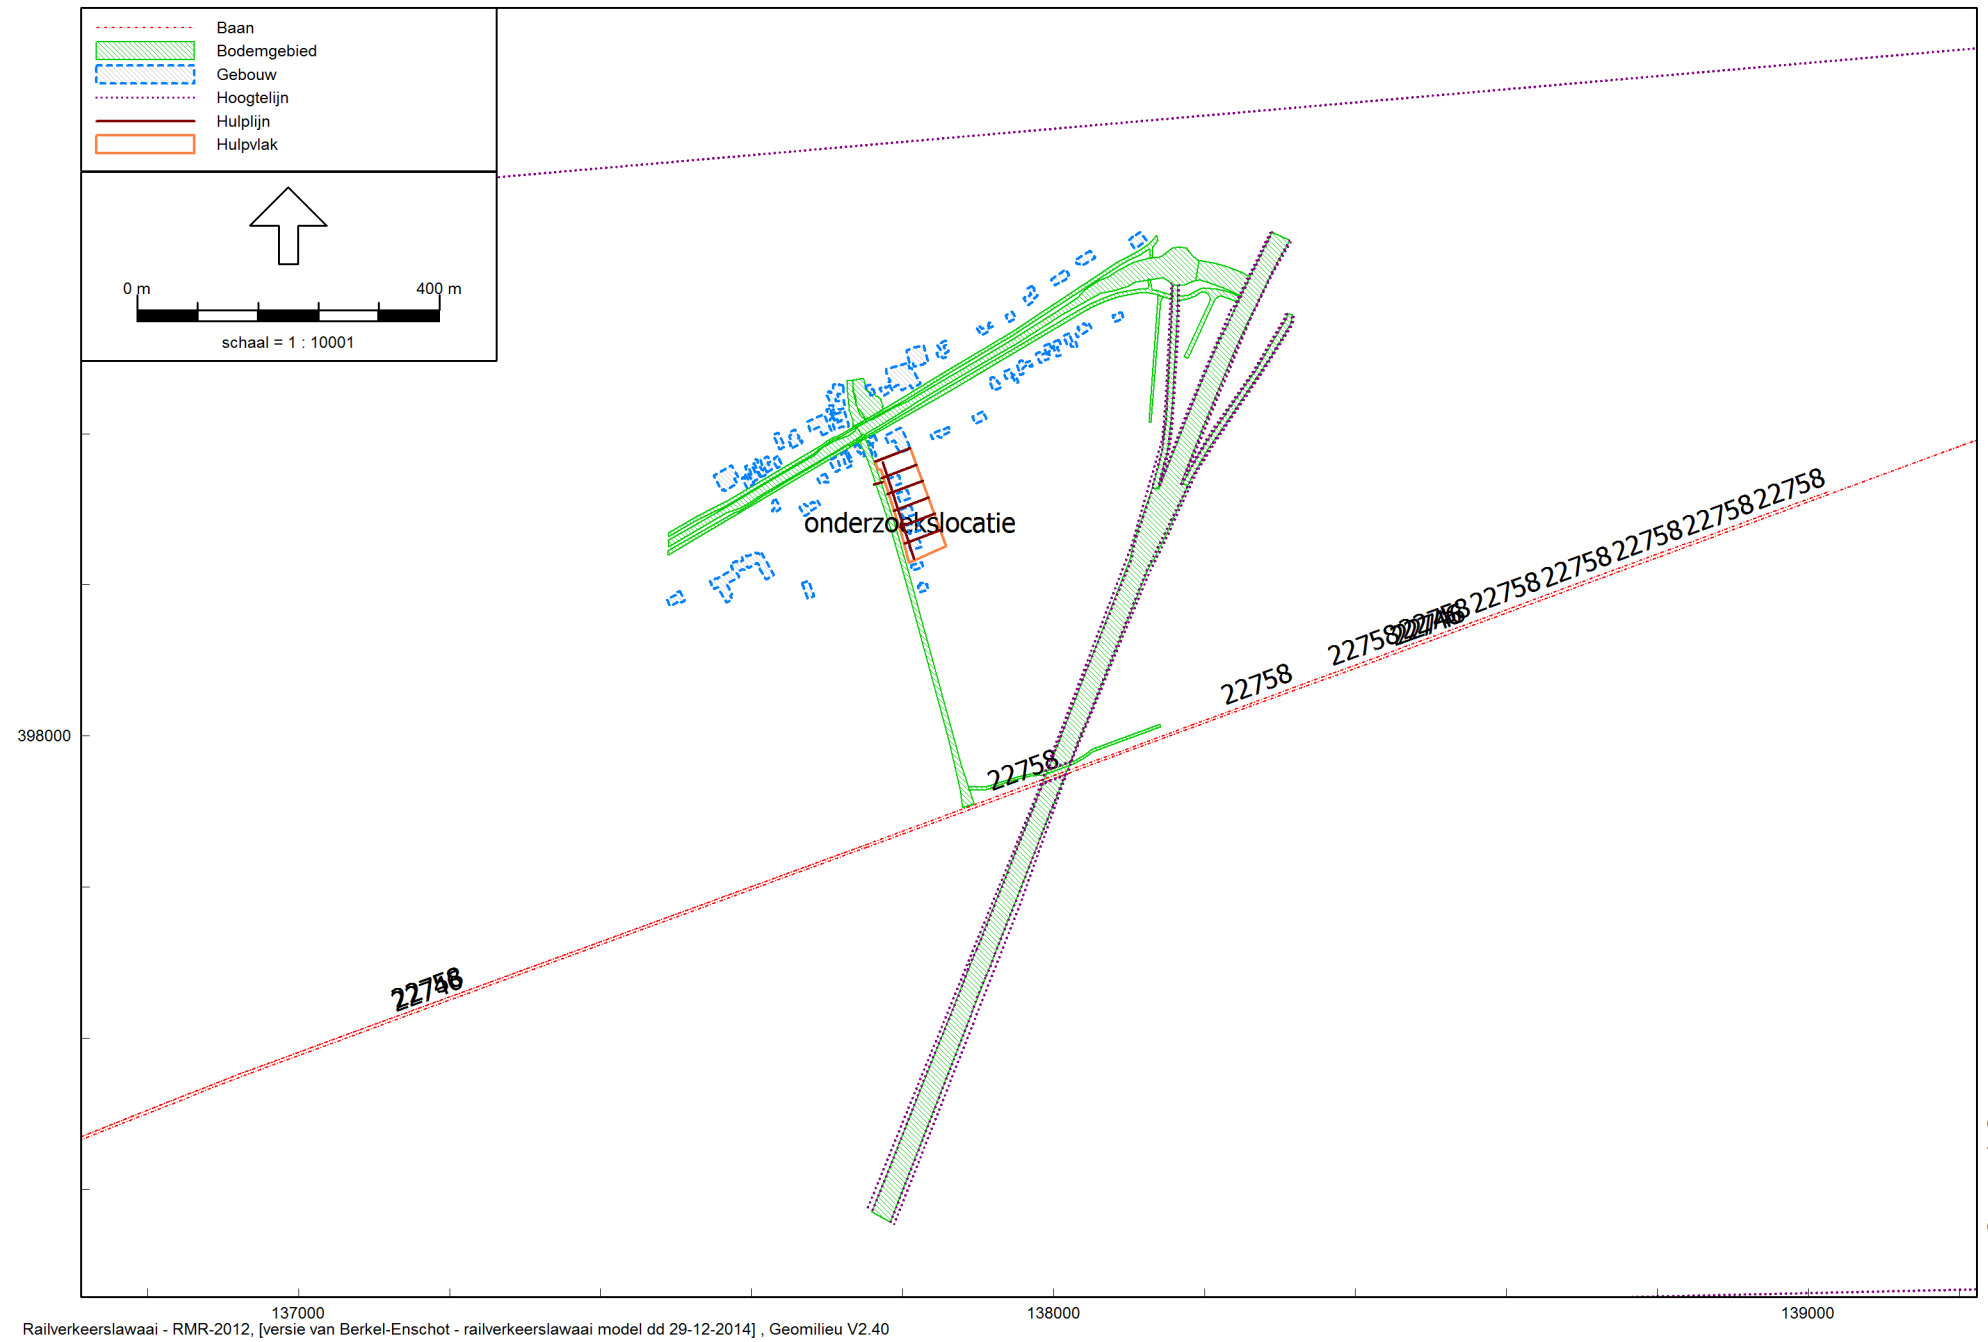 Baan
Bodemgebied
Gebouw
Hoogtelijn
Hulplijn
Hulpvlak
0 m
400 m
schaal = 1 : 10001
onderzoekslocatie
22758
22758
22758
22758
22758
22758
22758
22758
22758
398000
137000
138000
139000
Railverkeerslawaai - RMR-2012, [versie van Berkel-Enschot - railverkeerslawaai model dd 29-12-2014] , Geomilieu V2.40